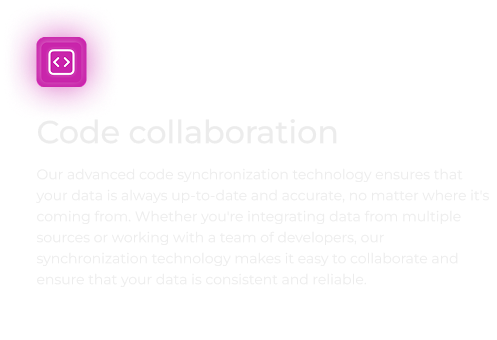 Code collaboration
Our advanced code synchronization technology ensures that
your data is always up-to-date and accurate, no matter where it's
coming from. Whether you're integrating data from multiple
sources or working with a team of developers, our
synchronization technology makes it easy to collaborate and
ensure that your data is consistent and reliable.